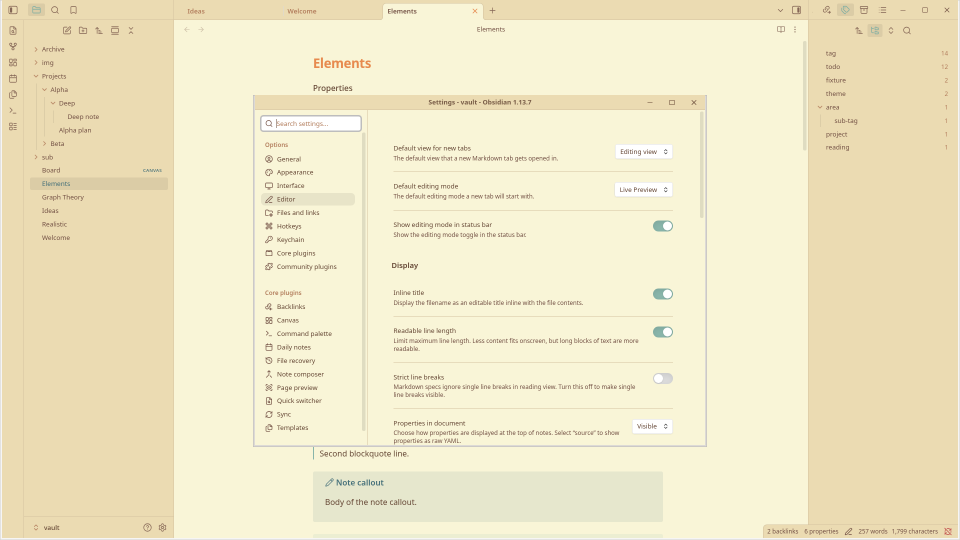 Ideas
Welcome
Elements
Elements
Archive
img
Projects
Alpha
Deep
Deep note
Alpha plan
Beta
sub
Board
CANVAS
Elements
Graph Theory
Ideas
Realistic
Welcome
vault
Elements
Properties
Settings - vault - Obsidian 1.13.7
Search settings...
Options
General
Appearance
Interface
Editor
Files and links
Hotkeys
Keychain
Core plugins
Community plugins
Core plugins
Backlinks
Canvas
Command palette
Daily notes
File recovery
Note composer
Page preview
Quick switcher
Sync
Templates
Default view for new tabs
The default view that a new Markdown tab gets opened in.
Editing view
Default editing mode
The default editing mode a new tab will start with.
Live Preview
Show editing mode in status bar
Show the editing mode toggle in the status bar.
Display
Inline title
Display the filename as an editable title inline with the file contents.
Readable line length
Limit maximum line length. Less content fits onscreen, but long blocks of text are more
readable.
Strict line breaks
Markdown specs ignore single line breaks in reading view. Turn this off to make single
line breaks visible.
Properties in document
Choose how properties are displayed at the top of notes. Select “source” to show
properties as raw YAML.
Visible
Second blockquote line.
Note callout
Body of the note callout.
tag 14
todo 12
fixture 2
theme 2
area 1
sub-tag 1
project 1
reading 1
2 backlinks 6 properties 257 words 1,799 characters